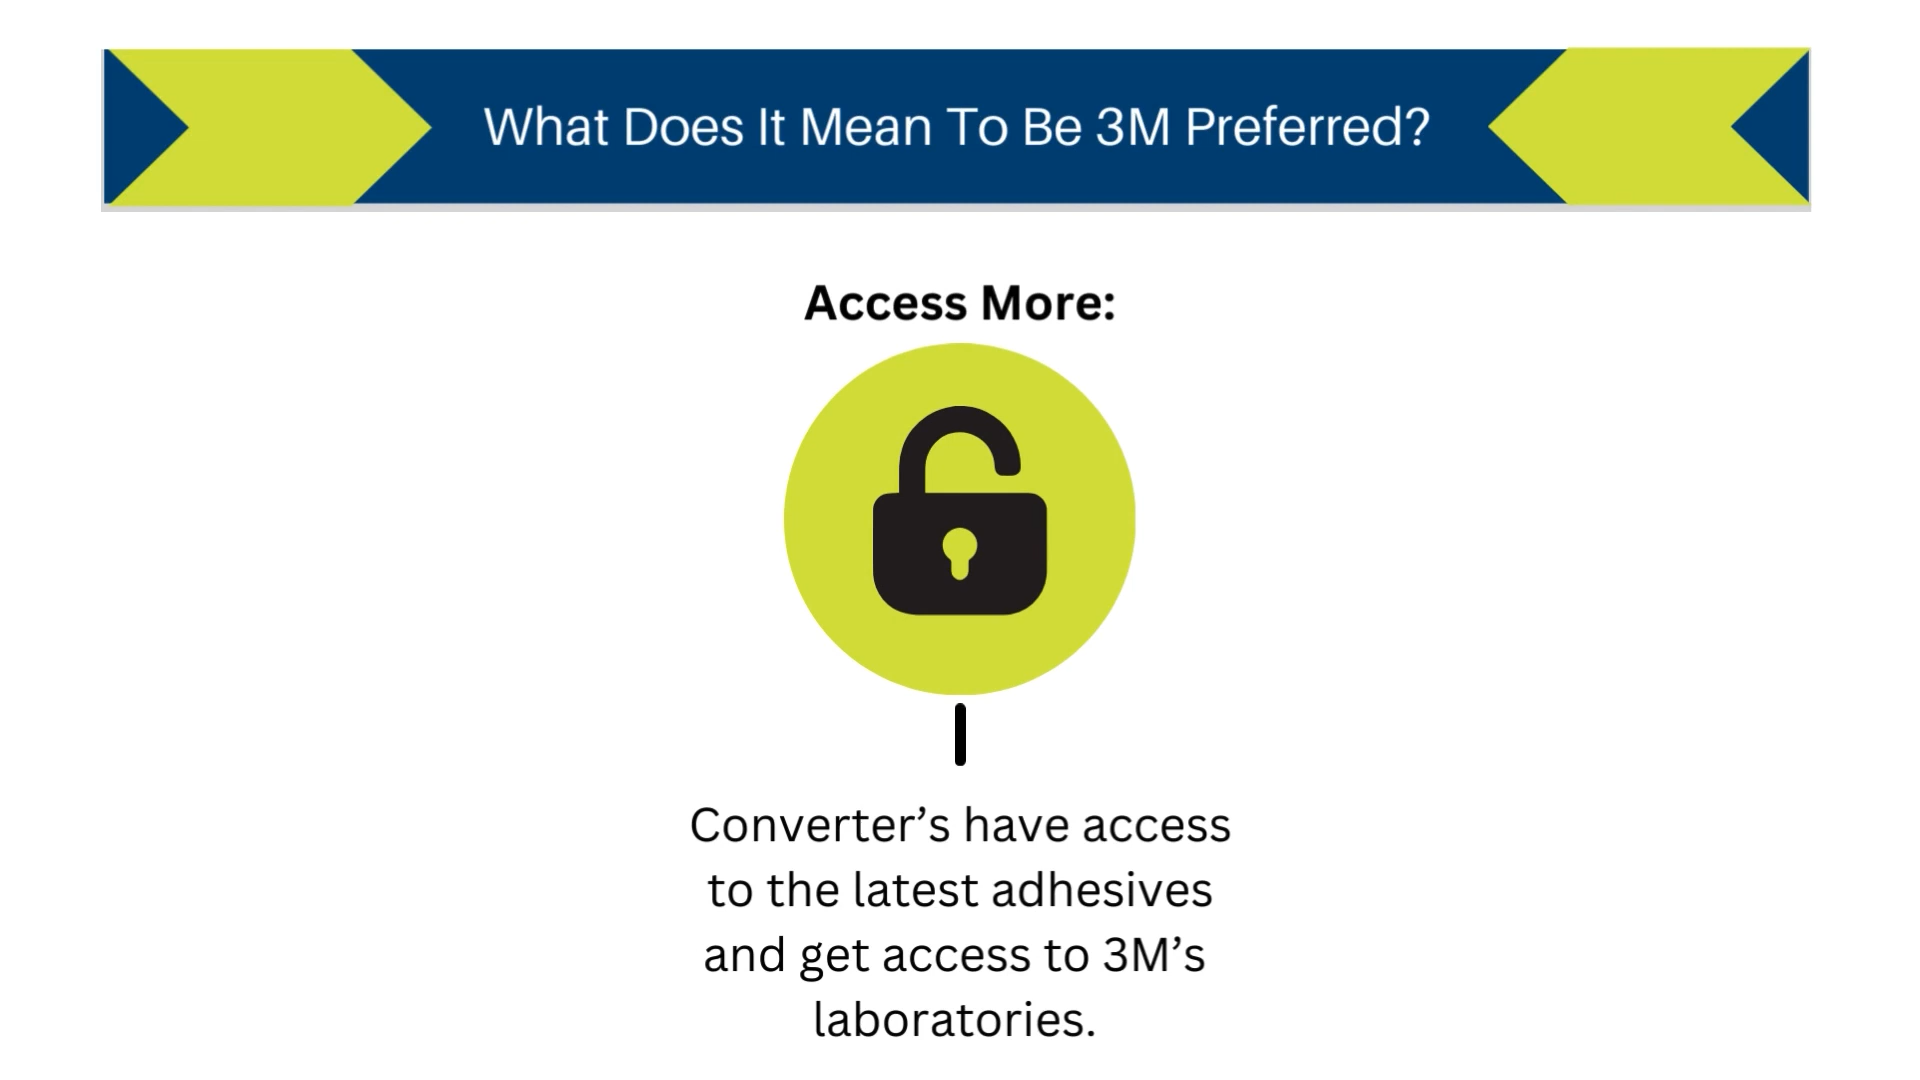 What Does It Mean To Be 3M Preferred?
Access More:
Converter’s have access
to the latest adhesives
and get access to 3M’s
laboratories.